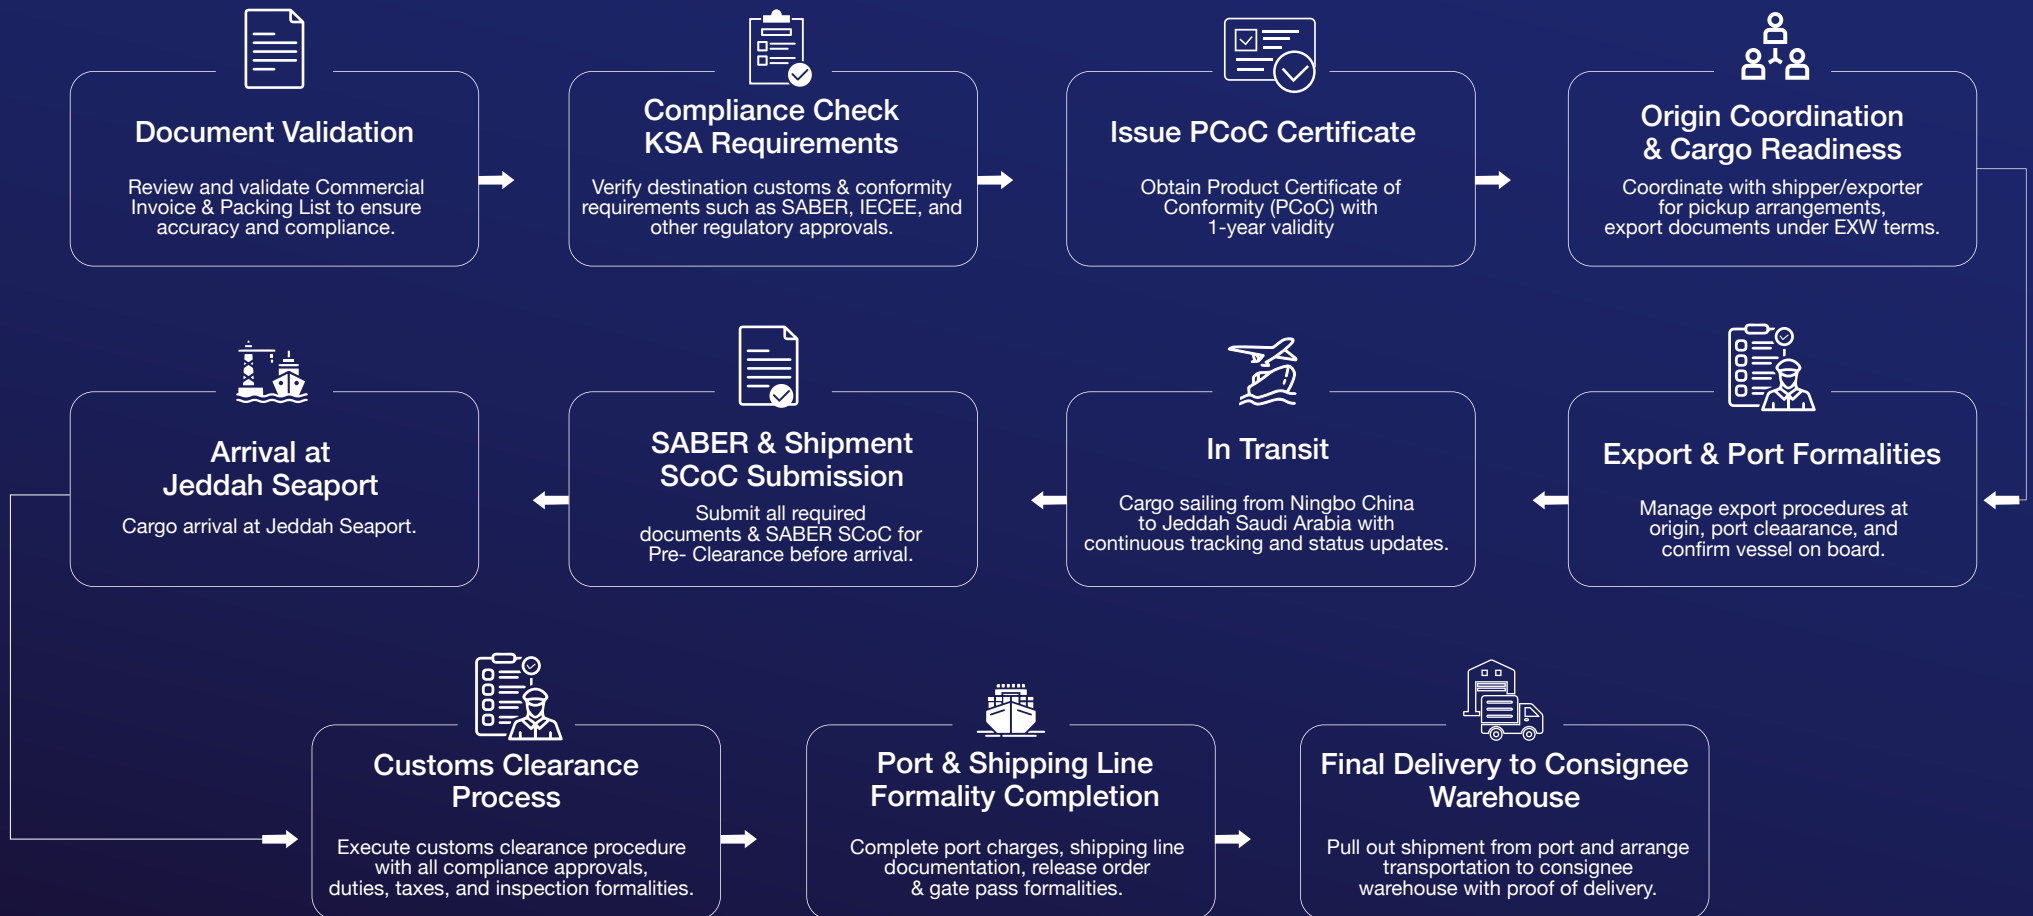 Document Validation
Review and validate Commercial
Invoice & Packing List to ensure
accuracy and compliance.
Compliance Check
KSA Requirements
Verify destination customs & conformity
requirements such as SABER, IECEE, and
other regulatory approvals.
Issue PCoC Certificate
Obtain Product Certificate of
Conformity (PCoC) with
1-year validity
Origin Coordination
& Cargo Readiness
Coordinate with shipper/exporter
for pickup arrangements,
export documents under EXW terms.
Export & Port Formalities
Manage export procedures at
origin, port cleaarance, and
confirm vessel on board.
In Transit
Cargo sailing from Ningbo China
to Jeddah Saudi Arabia with
continuous tracking and status updates.
SABER & Shipment
SCoC Submission
Submit all required
documents & SABER SCoC for
Pre- Clearance before arrival.
Arrival at
Jeddah Seaport
Cargo arrival at Jeddah Seaport.
Customs Clearance
Process
Execute customs clearance procedure
with all compliance approvals,
duties, taxes, and inspection formalities.
Port & Shipping Line
Formality Completion
Complete port charges, shipping line
documentation, release order
& gate pass formalities.
Final Delivery to Consignee
Warehouse
Pull out shipment from port and arrange
transportation to consignee
warehouse with proof of delivery.